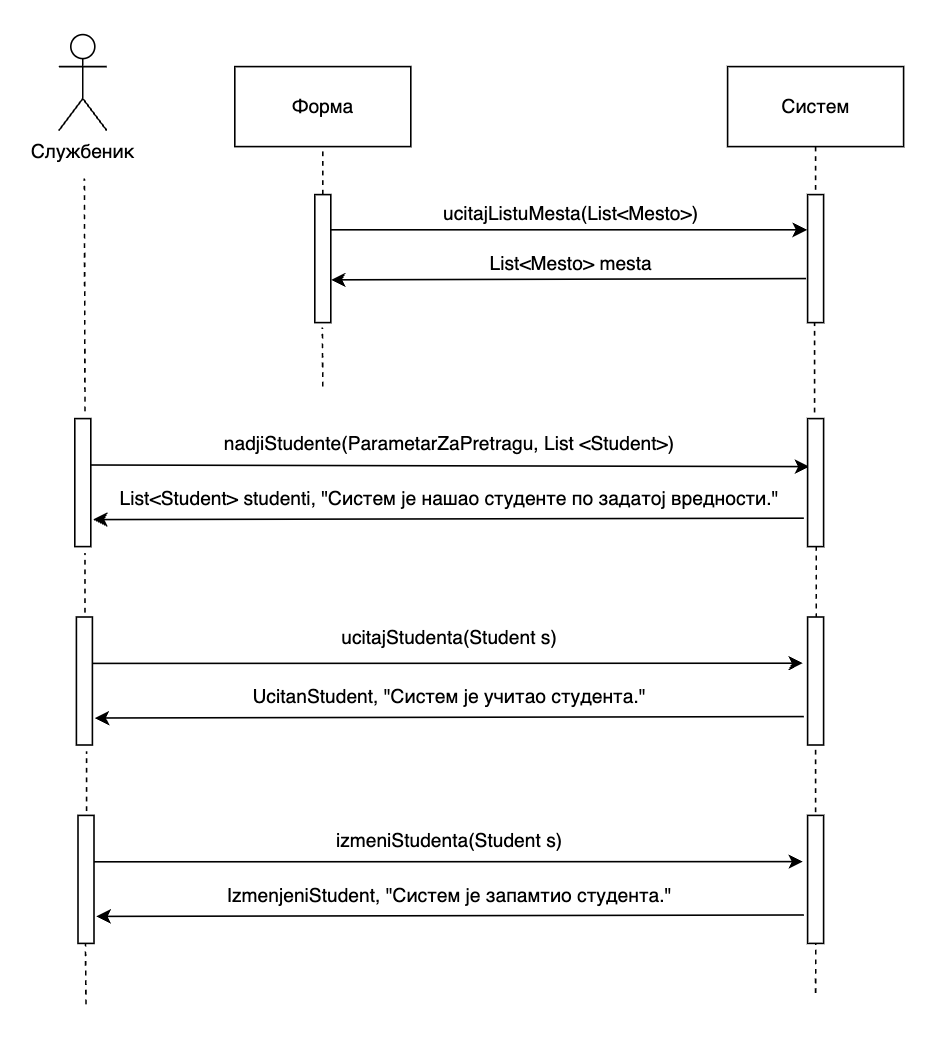 Форма
Систем
Службеник
ucitajListuMesta(List<Mesto>)
List<Mesto> mesta
nadjiStudente(ParametarZaPretragu, List <Student>)
List<Student> studenti, "Систем је нашао студенте по задатој вредности."
ucitajStudenta(Student s)
UcitanStudent, "Систем је учитао студента."
izmeniStudenta(Student s)
IzmenjeniStudent, "Систем је запамтио студента."